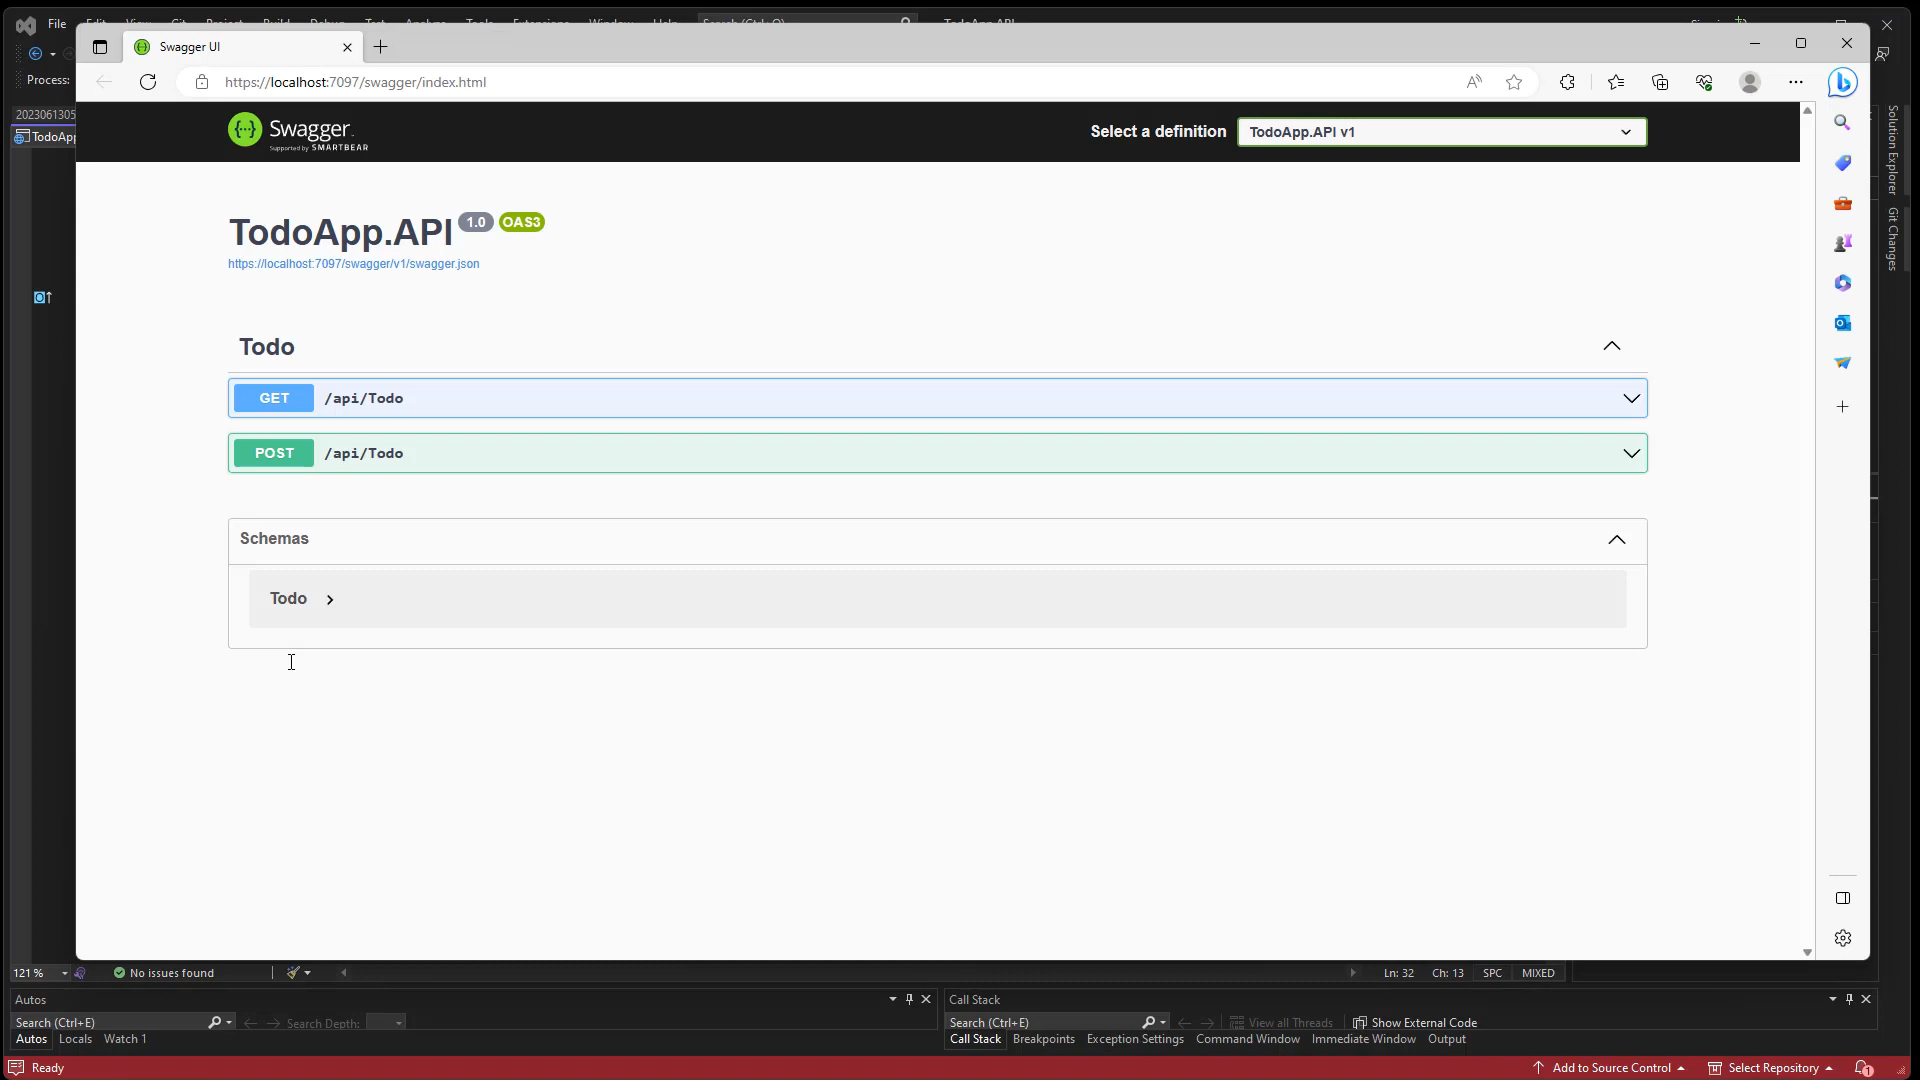 File
Swagger UI
Process:
https://localhost:7097/swagger/index.html
2023061305
TodoApp
Swagger.
Supported by SMARTBEAR
Select a definition
TodoApp.API v1
Solution Explorer
Git Changes
TodoApp.API 1.0 OAS3
https://localhost:7097/swagger/v1/swagger.json
Todo
GET /api/Todo
POST /api/Todo
Schemas
Todo
121 %
No issues found
Ln: 32 Ch: 13 SPC MIXED
Autos
Call Stack
Search (Ctrl+E) Search Depth:
Search (Ctrl+E) View all Threads Show External Code
Autos Locals Watch 1
Call Stack Breakpoints Exception Settings Command Window Immediate Window Output
Ready
Add to Source Control Select Repository 1